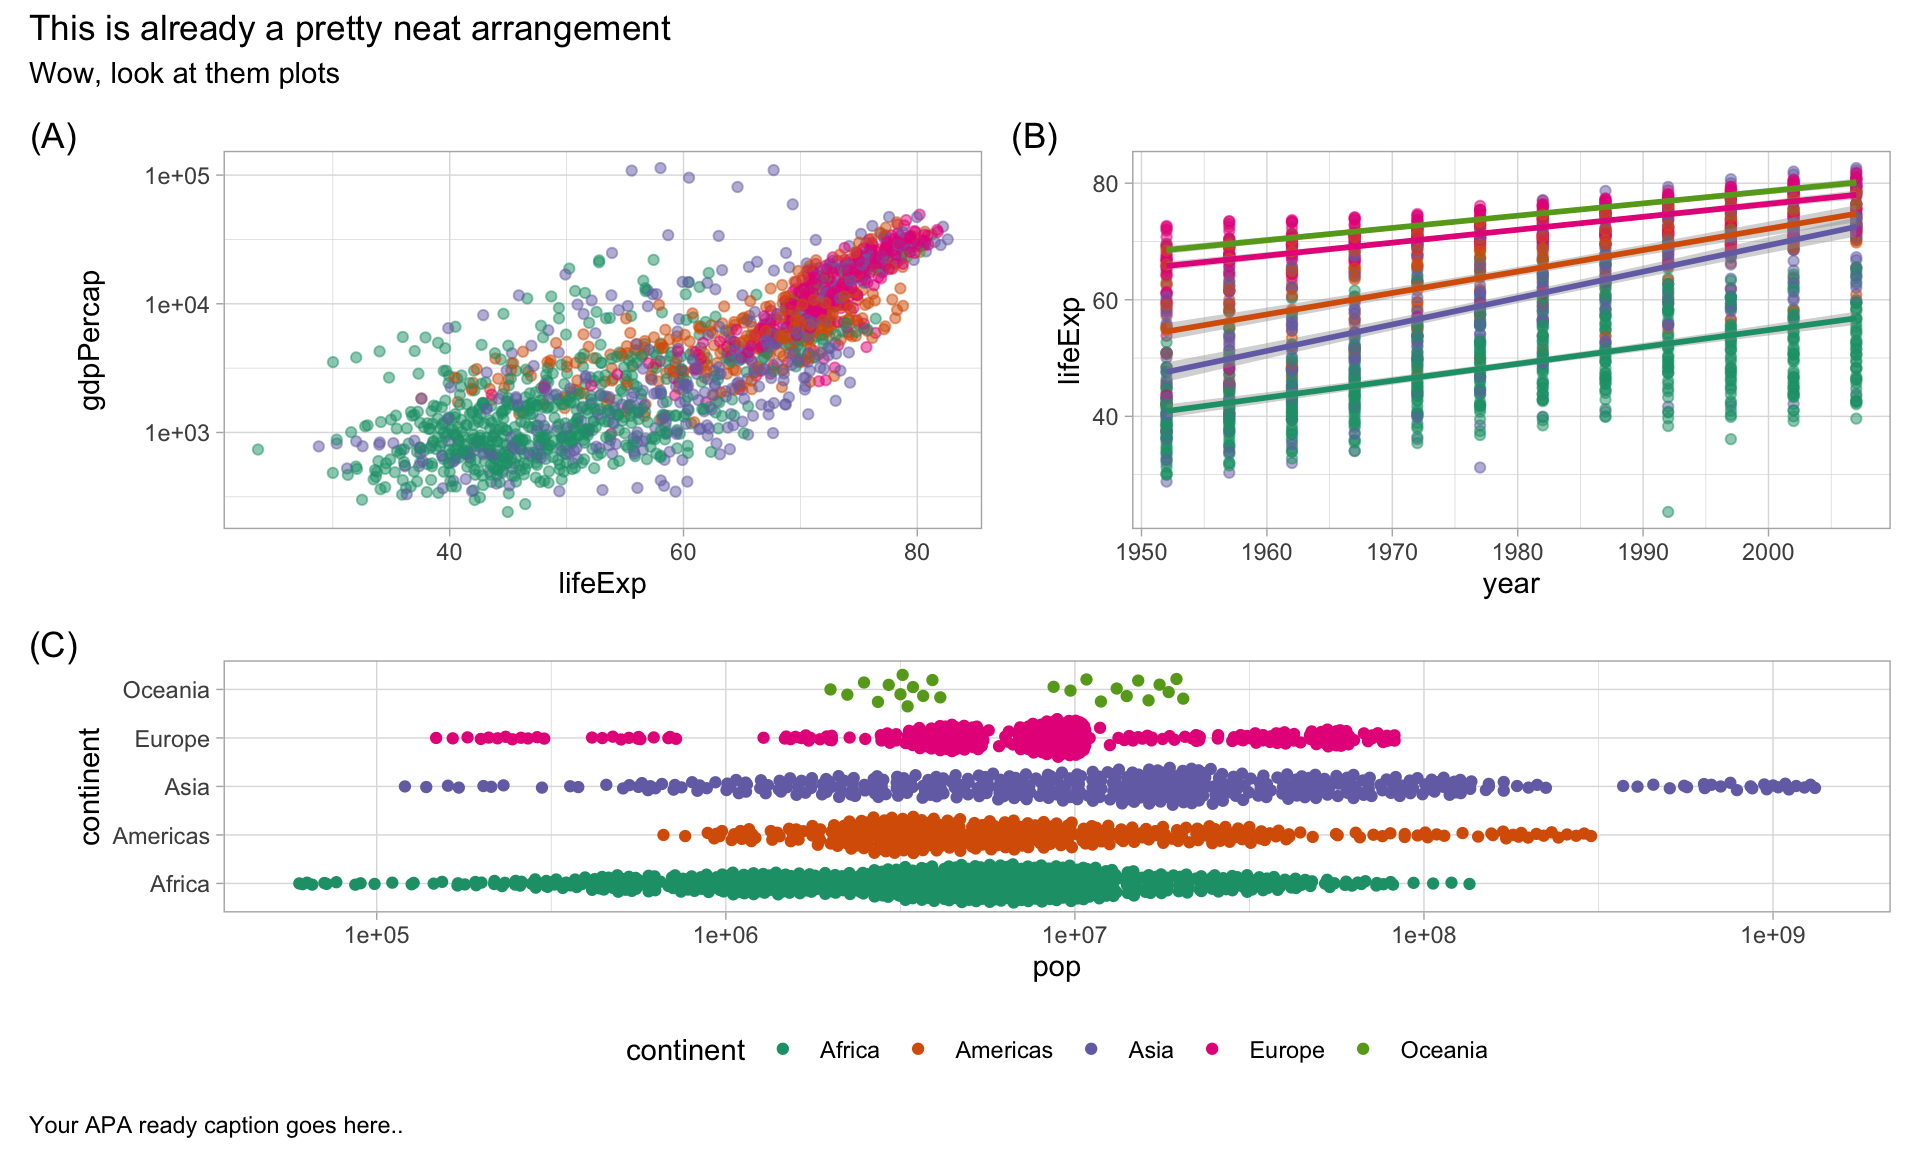 This is already a pretty neat arrangement
Wow, look at them plots
(A)
gdpPercap
1e+05
1e+04
1e+03
40 60 80
lifeExp
(B)
lifeExp
80
60
40
1950 1960 1970 1980 1990 2000
year
(C)
continent
Oceania
Europe
Asia
Americas
Africa
1e+05 1e+06 1e+07 1e+08 1e+09
pop
continent Africa Americas Asia Europe Oceania
Your APA ready caption goes here..